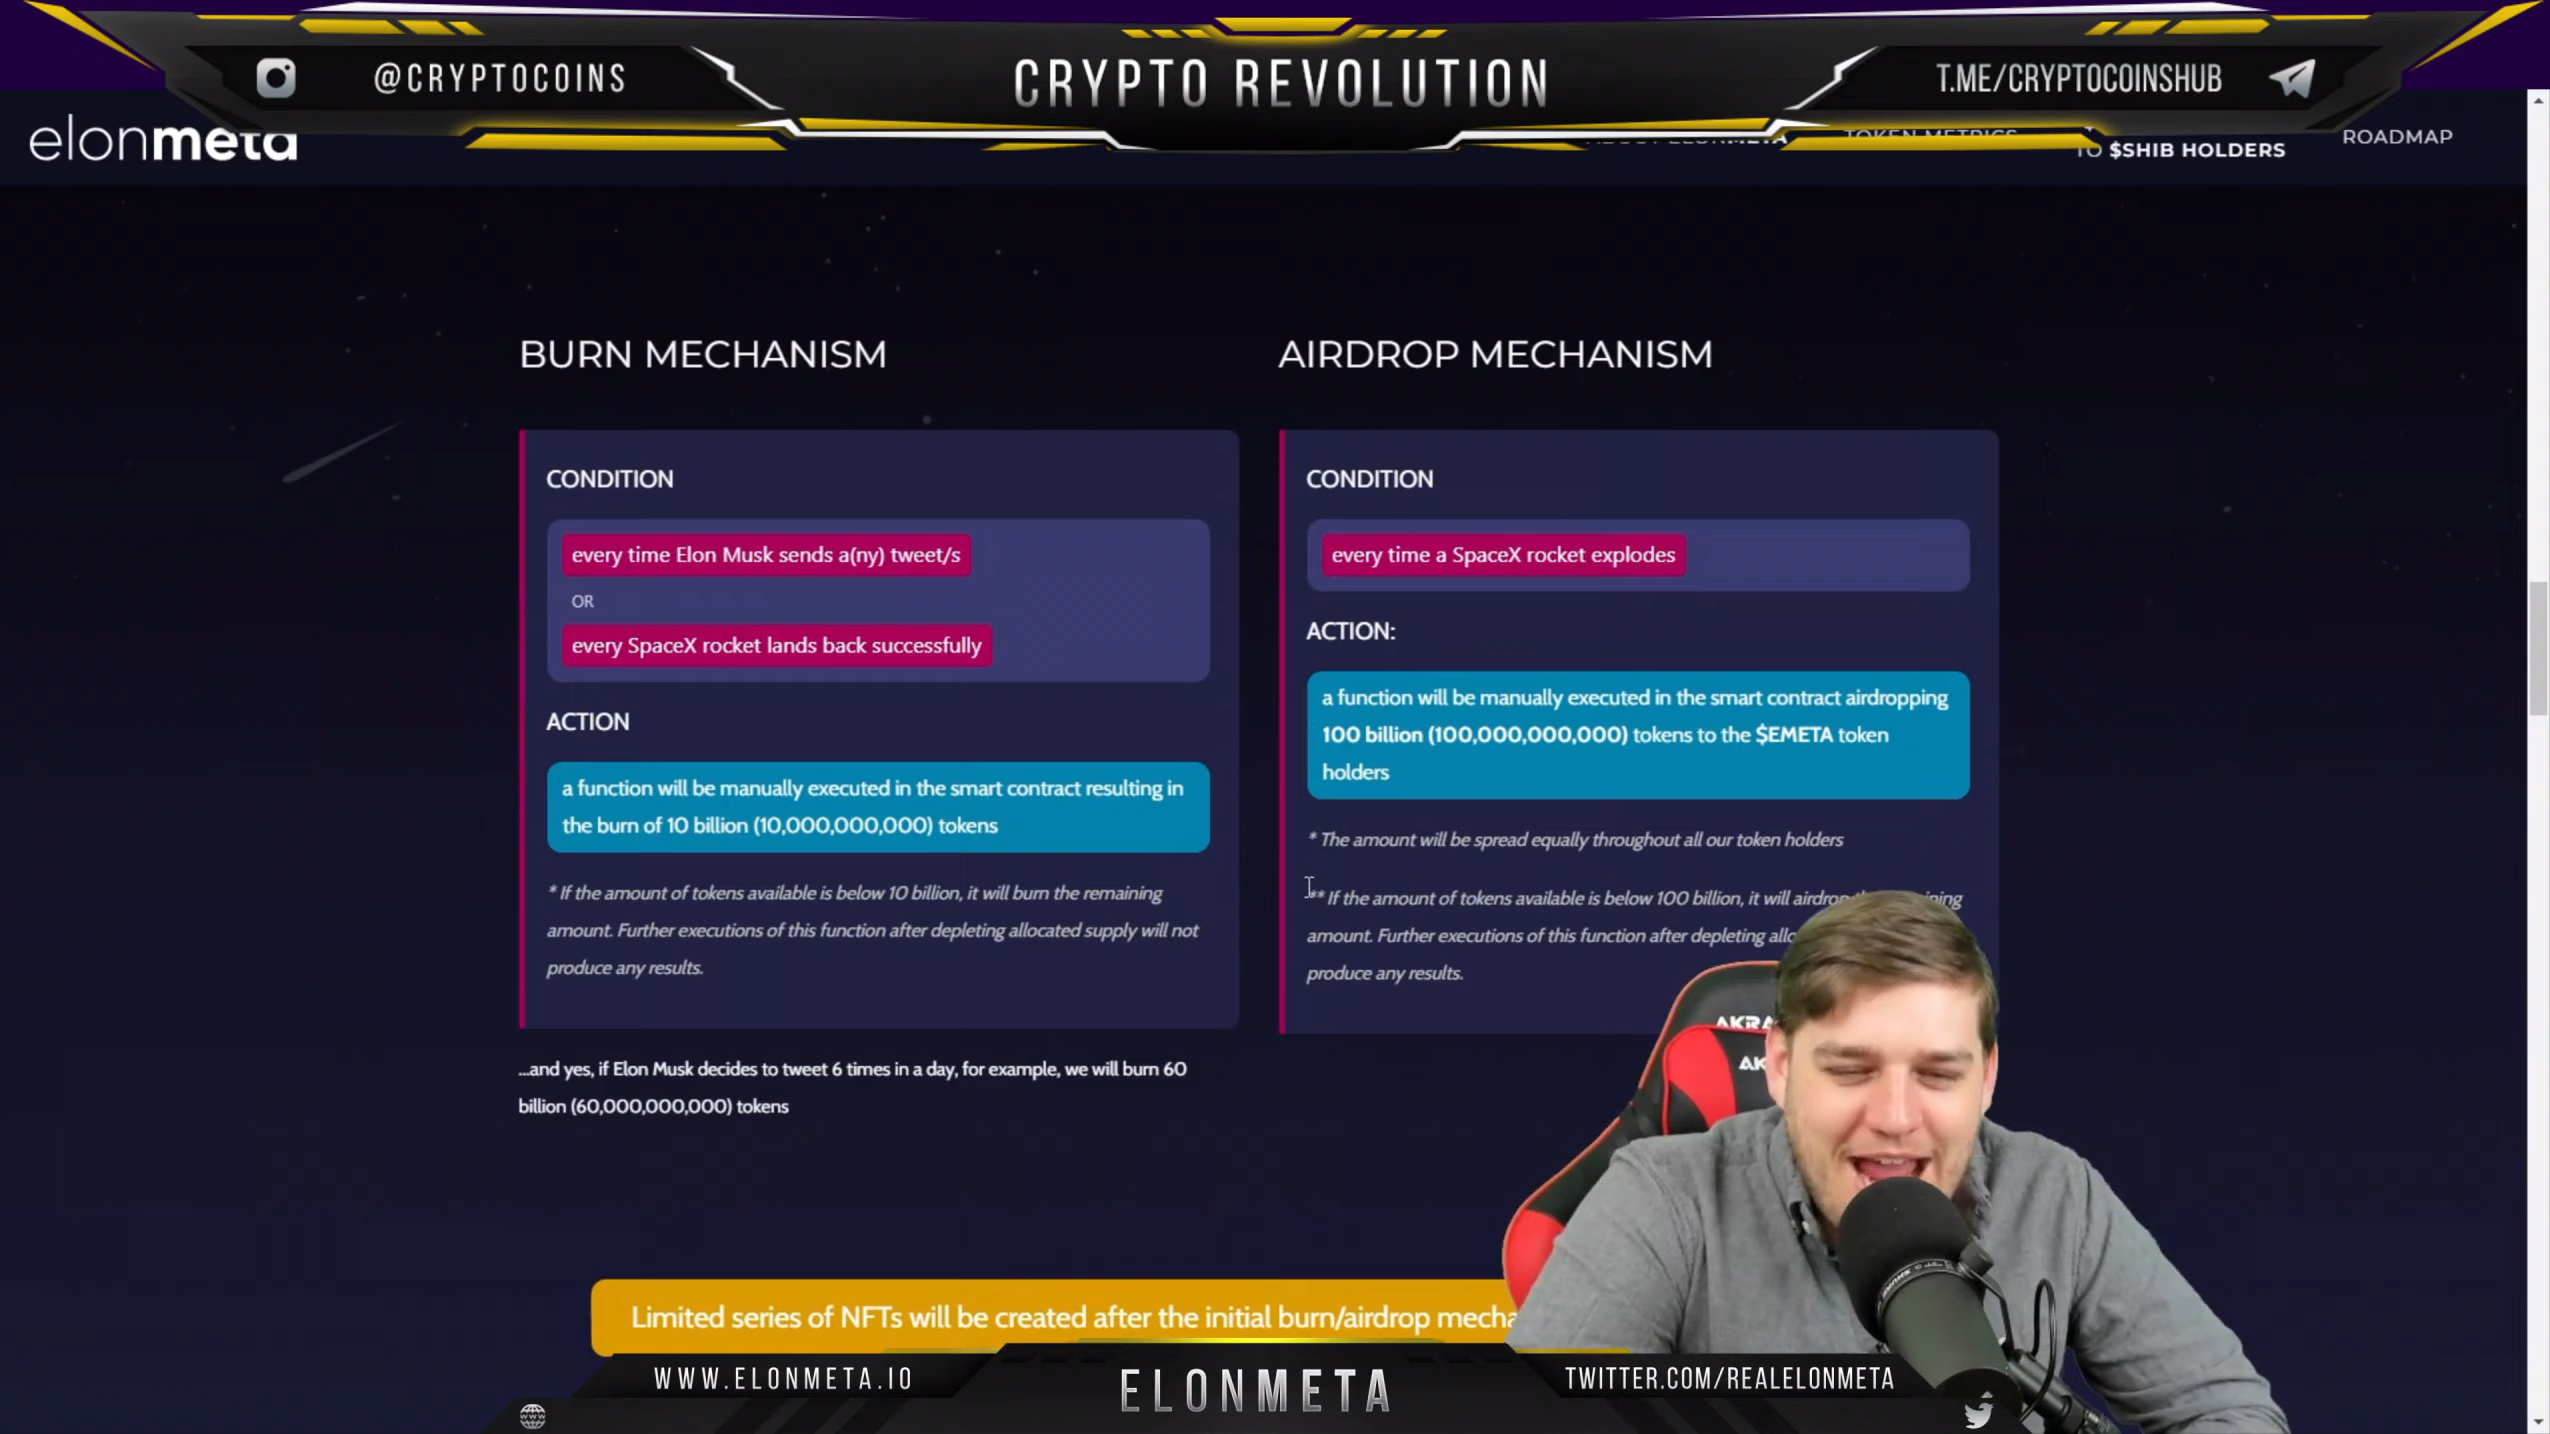 @CRYPTOCOINS
CRYPTO REVOLUTION
T.ME/CRYPTOCOINSHUB
elonmeta
ABOUT ELONMETA
TOKEN METRICS
TO $SHIB HOLDERS
ROADMAP
BURN MECHANISM
CONDITION
every time Elon Musk sends a(ny) tweet/s
OR
every SpaceX rocket lands back successfully
ACTION
a function will be manually executed in the smart contract resulting in
the burn of 10 billion (10,000,000,000) tokens
* If the amount of tokens available is below 10 billion, it will burn the remaining
amount. Further executions of this function after depleting allocated supply will not
produce any results.
...and yes, if Elon Musk decides to tweet 6 times in a day, for example, we will burn 60
billion (60,000,000,000) tokens
AIRDROP MECHANISM
CONDITION
every time a SpaceX rocket explodes
ACTION:
a function will be manually executed in the smart contract airdropping
100 billion (100,000,000,000) tokens to the $EMETA token
holders
* The amount will be spread equally throughout all our token holders
** If the amount of tokens available is below 100 billion, it will airdrop
amount. Further executions of this function after depleting
produce any results.
AKRA
AK
Limited series of NFTs will be created after the initial burn/airdrop
WWW.ELONMETA.IO
ELONMETA
TWITTER.COM/REALELONMETA